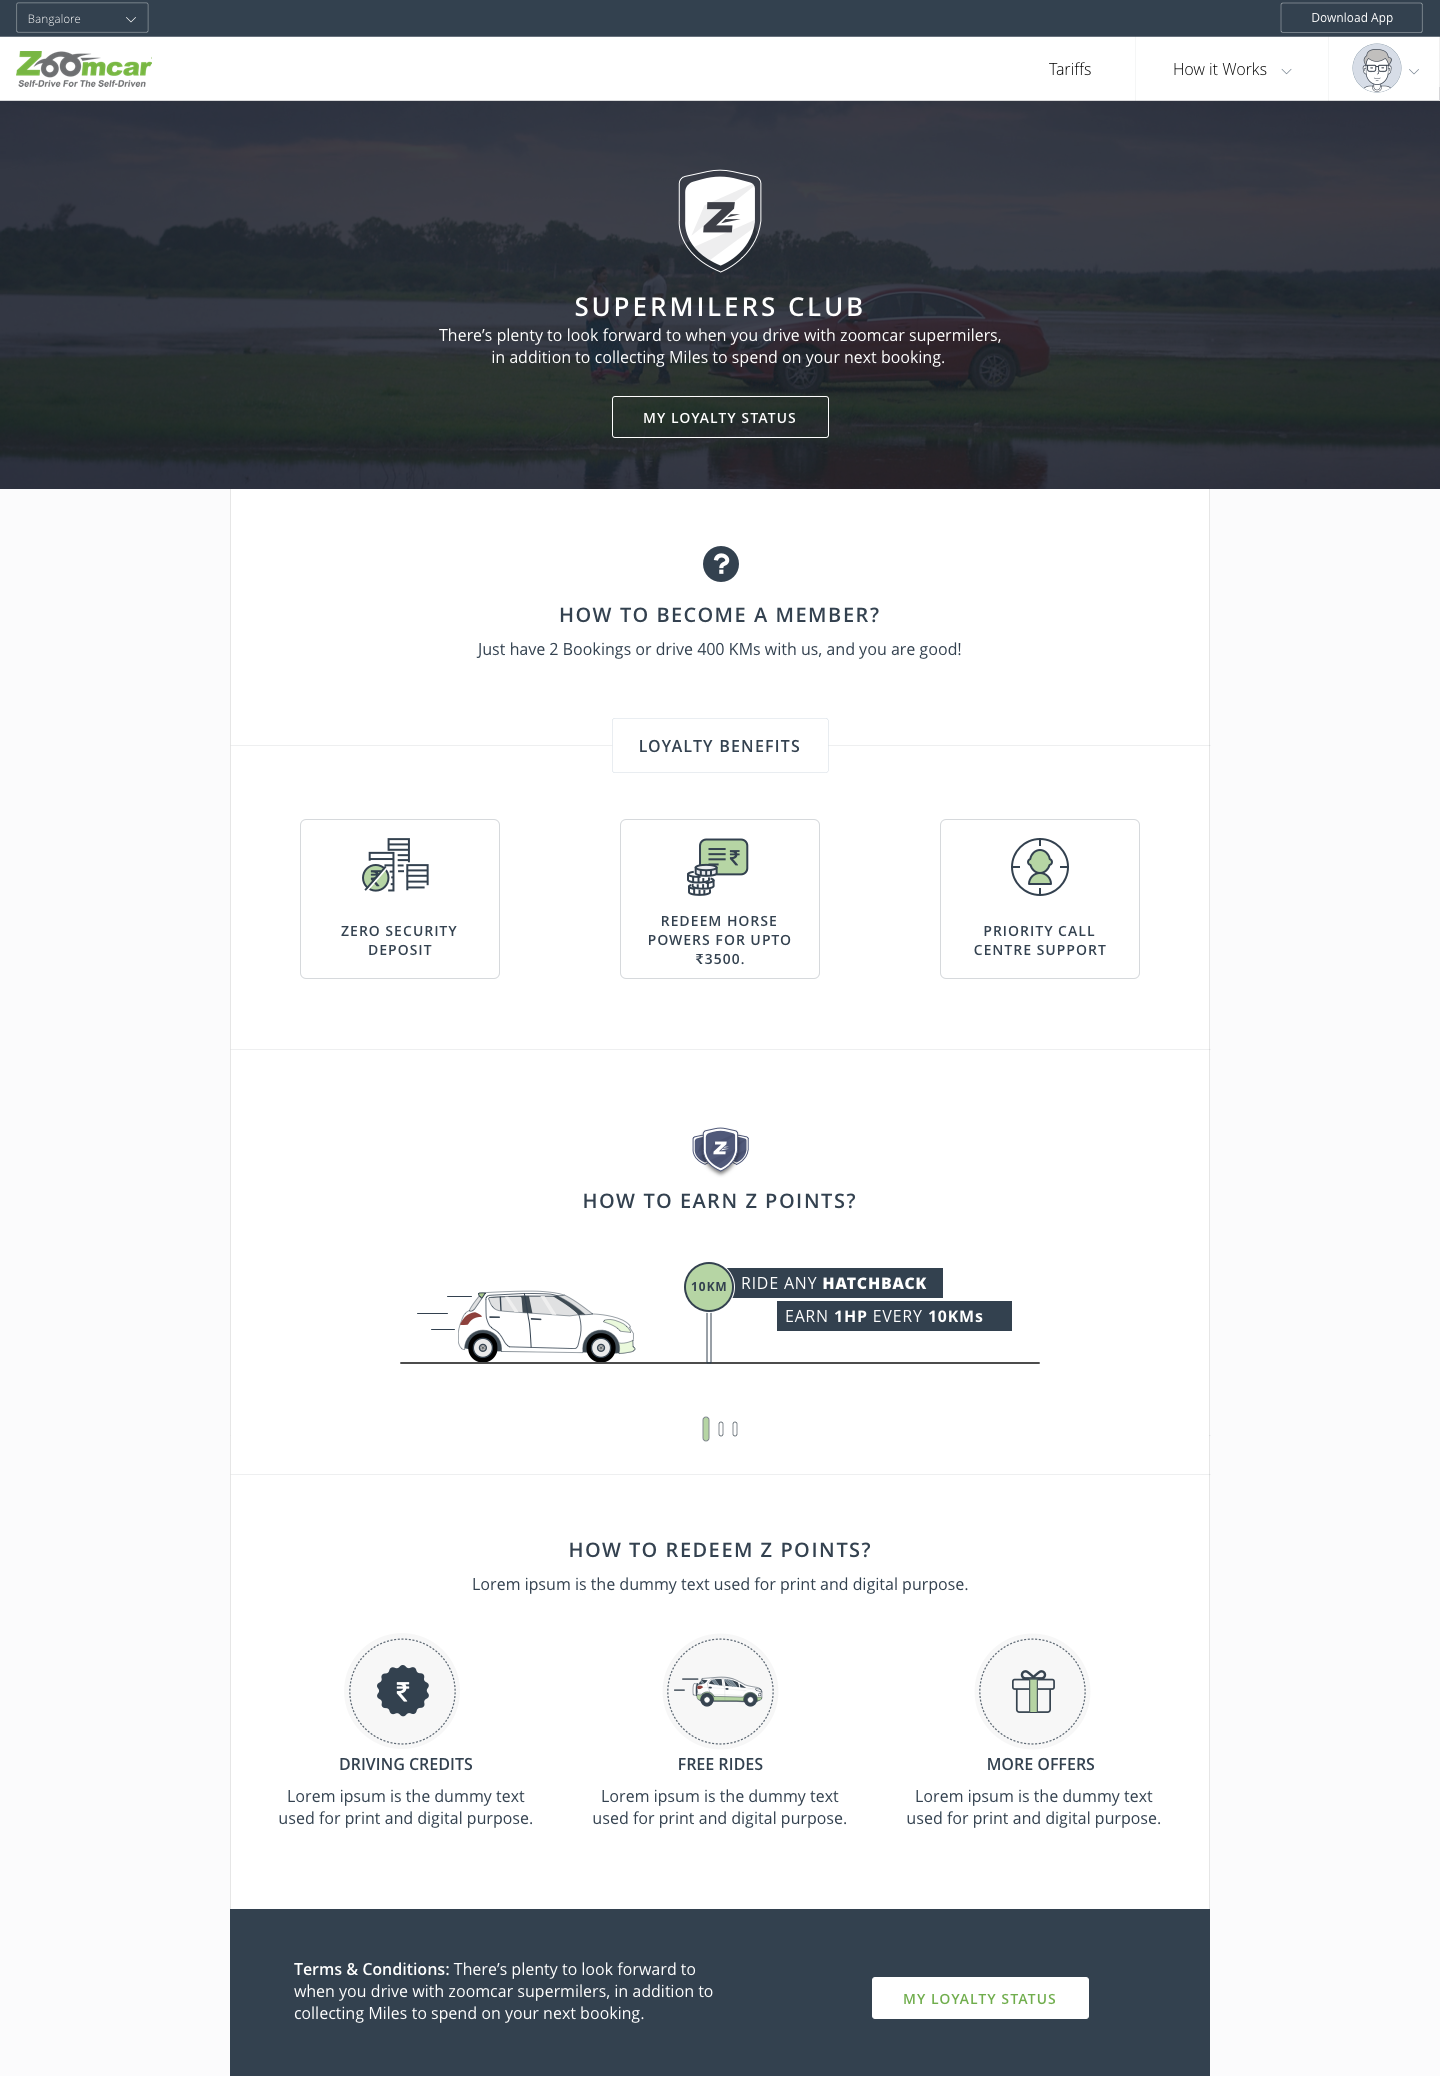 Bangalore
Download App
Zoomcar
Self-Drive For The Self-Driven
Tariffs
How it Works
Z
SUPERMILERS CLUB
There’s plenty to look forward to when you drive with zoomcar supermilers,
in addition to collecting Miles to spend on your next booking.
MY LOYALTY STATUS
?
HOW TO BECOME A MEMBER?
Just have 2 Bookings or drive 400 KMs with us, and you are good!
LOYALTY BENEFITS
₹
₹
ZERO SECURITY
DEPOSIT
REDEEM HORSE
POWERS FOR UPTO
₹3500.
PRIORITY CALL
CENTRE SUPPORT
Z
HOW TO EARN Z POINTS?
10KM
RIDE ANY HATCHBACK
EARN 1HP EVERY 10KMs
HOW TO REDEEM Z POINTS?
Lorem ipsum is the dummy text used for print and digital purpose.
₹
DRIVING CREDITS
Lorem ipsum is the dummy text
used for print and digital purpose.
FREE RIDES
Lorem ipsum is the dummy text
used for print and digital purpose.
MORE OFFERS
Lorem ipsum is the dummy text
used for print and digital purpose.
Terms & Conditions: There’s plenty to look forward to
when you drive with zoomcar supermilers, in addition to
collecting Miles to spend on your next booking.
MY LOYALTY STATUS